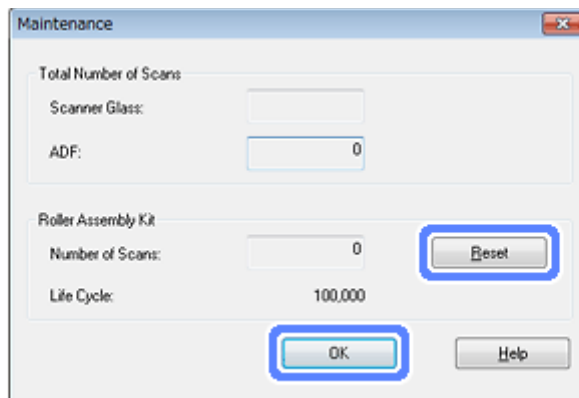 Maintenance
Total Number of Scans
Scanner Glass:
ADF: 0
Roller Assembly Kit
Number of Scans: 0 Reset
Life Cycle: 100,000
OK Help